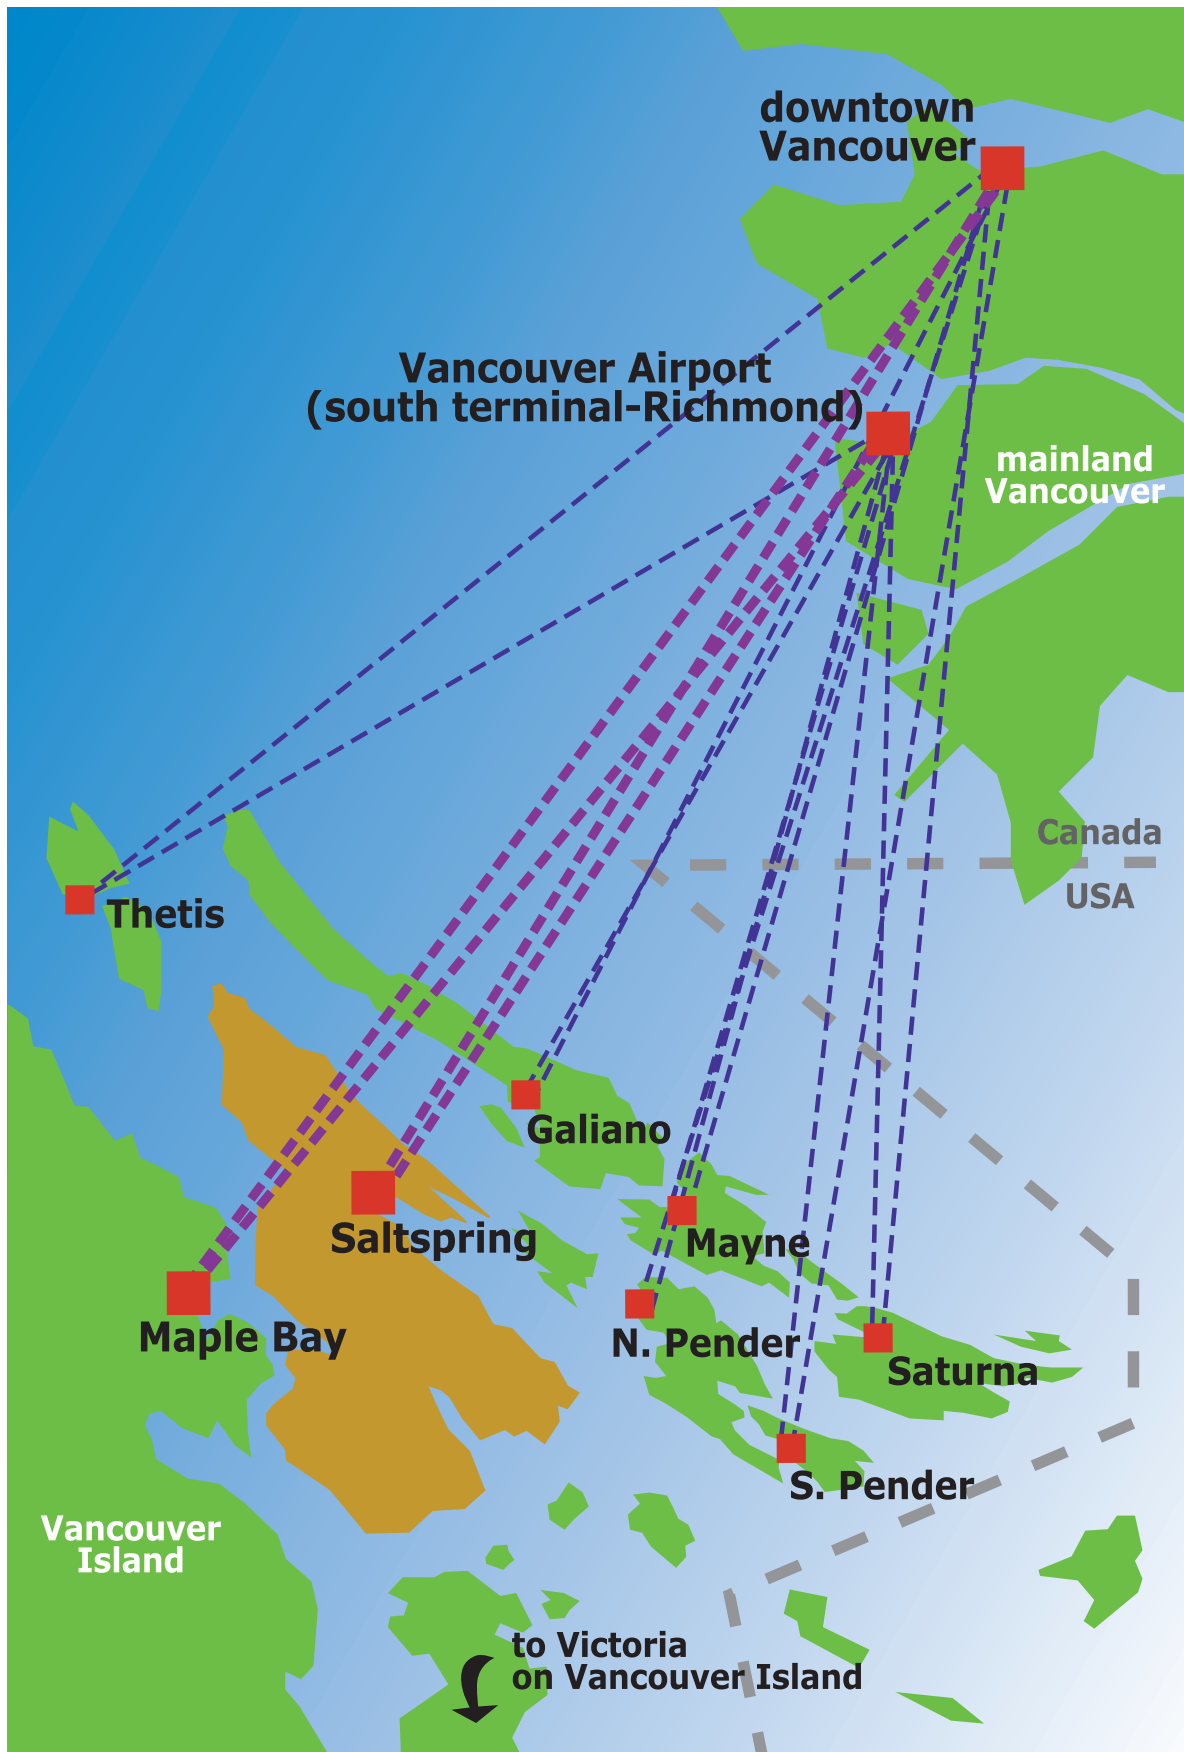 downtown
Vancouver
Vancouver Airport
(south terminal-Richmond)
mainland
Vancouver
Canada
USA
Thetis
Galiano
Saltspring
Mayne
Maple Bay
N. Pender
Saturna
S. Pender
Vancouver
Island
to Victoria
on Vancouver Island